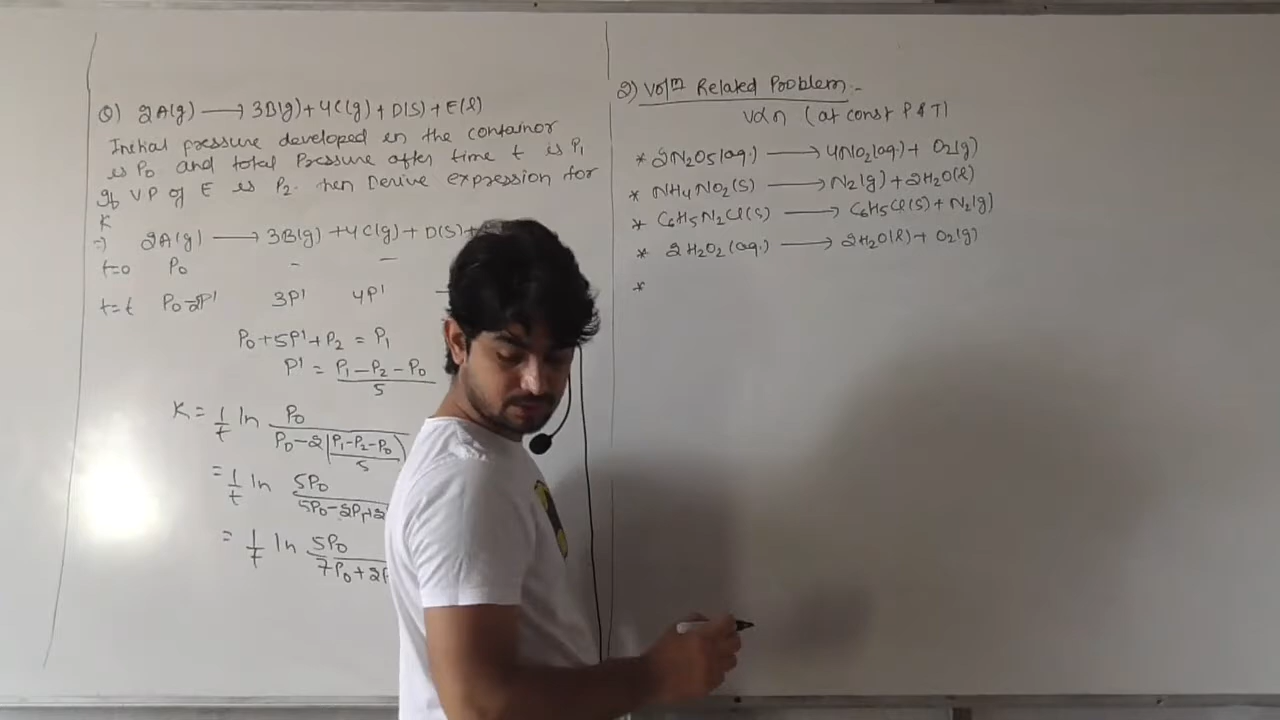 Q) 2A(g) → 3B(g) + 4C(g) + D(S) + E(l)
Initial pressure developed in the container
is P0 and total Pressure after time t is P1
If VP of E is P2. then Derive expression for
K
⇒) 2A(g) → 3B(g) + 4C(g) + D(S) +
t=0 P0 - -
t=t P0-2P' 3P' 4P' -
P0+5P'+P2 = P1
P' = P1-P2-P0 / 5
K = 1/t ln P0 / P0-2(P1-P2-P0 / 5)
= 1/t ln 5P0 / 5P0-2P1+2
= 1/t ln 5P0 / 7P0+2P
2) Volm Related Problem:-
V∝n (at const P & T)
* 2N2O5(aq.) → 4NO2(aq) + O2(g)
* NH4NO2(S) → N2(g) + 2H2O(l)
* C6H5N2Cl(S) → C6H5Cl(S) + N2(g)
* 2H2O2(aq.) → 2H2O(l) + O2(g)
*